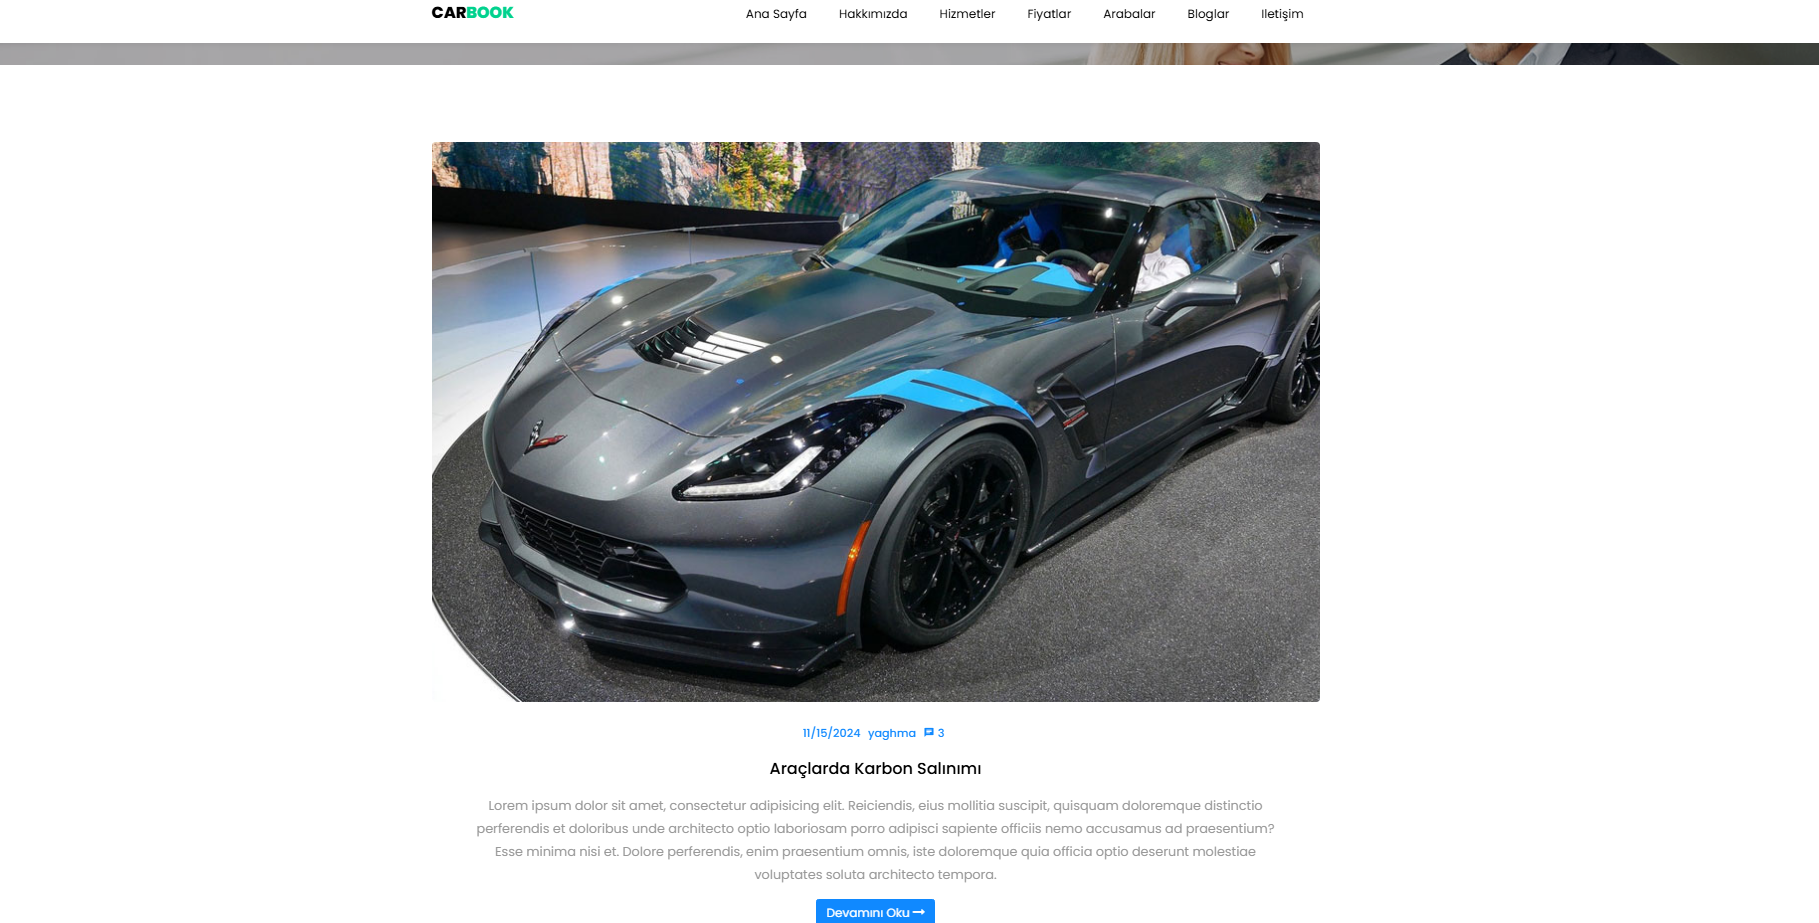 CARBOOK
Ana Sayfa Hakkımızda Hizmetler Fiyatlar Arabalar Bloglar Iletişim
11/15/2024 yaghma 3
Araçlarda Karbon Salınımı
Lorem ipsum dolor sit amet, consectetur adipisicing elit. Reiciendis, eius mollitia suscipit, quisquam doloremque distinctio
perferendis et doloribus unde architecto optio laboriosam porro adipisci sapiente officiis nemo accusamus ad praesentium?
Esse minima nisi et. Dolore perferendis, enim praesentium omnis, iste doloremque quia officia optio deserunt molestiae
voluptates soluta architecto tempora.
Devamını Oku